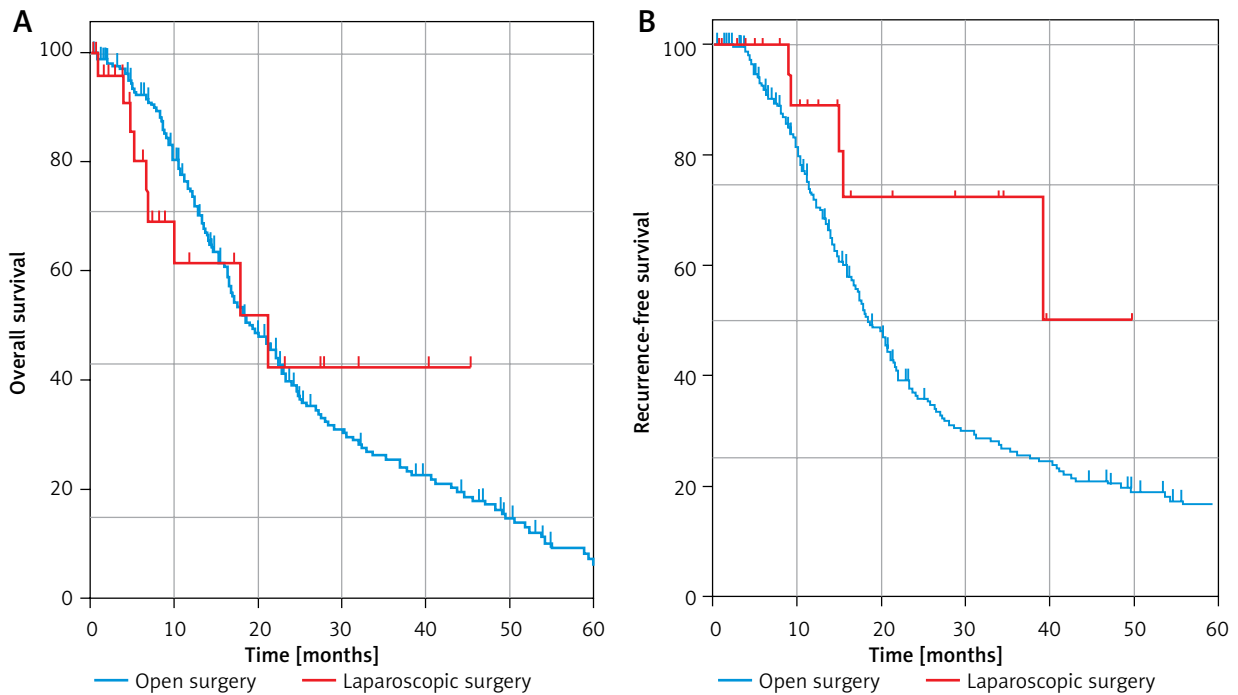 A
Overall survival
100
80
60
40
20
0
0 10 20 30 40 50 60
Time [months]
Open surgery Laparoscopic surgery
B
Recurrence-free survival
100
80
60
40
20
0
0 10 20 30 40 50 60
Time [months]
Open surgery Laparoscopic surgery